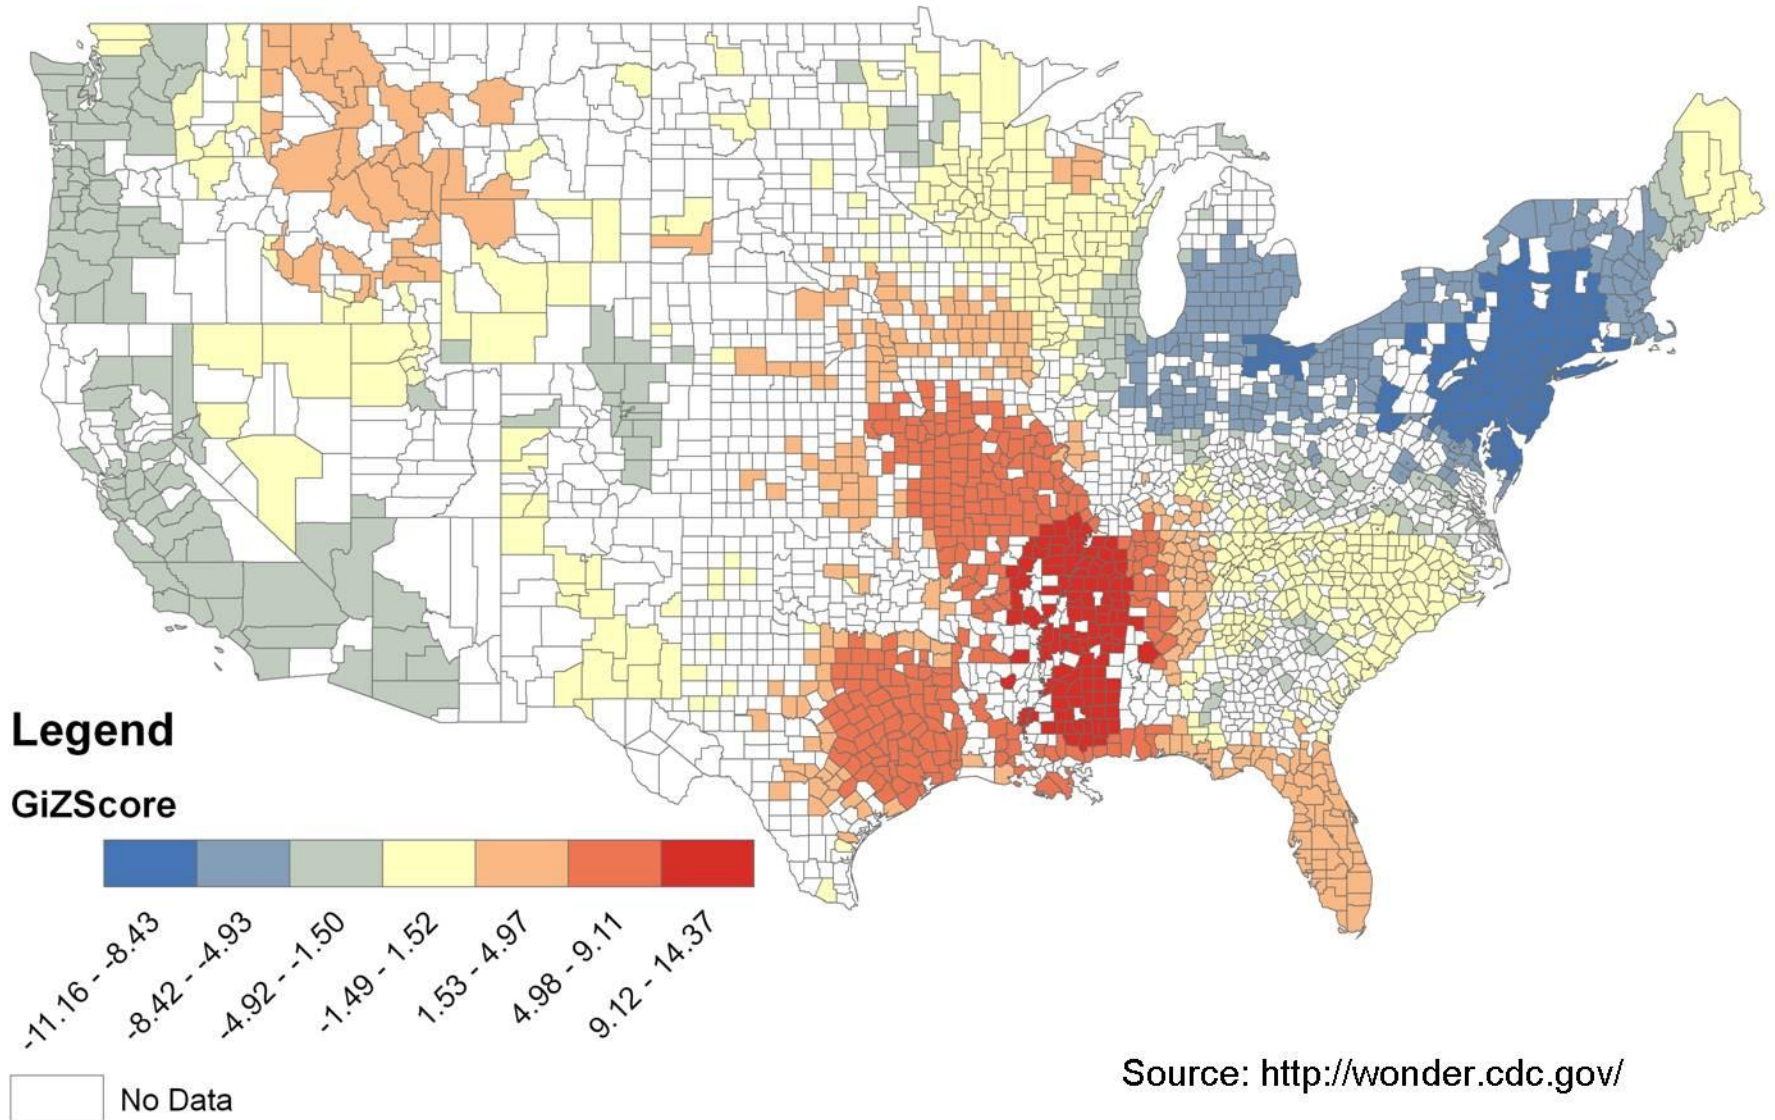 Legend
GiZScore
-11.16 - -8.43
-8.42 - -4.93
-4.92 - -1.50
-1.49 - 1.52
1.53 - 4.97
4.98 - 9.11
9.12 - 14.37
No Data
Source: http://wonder.cdc.gov/